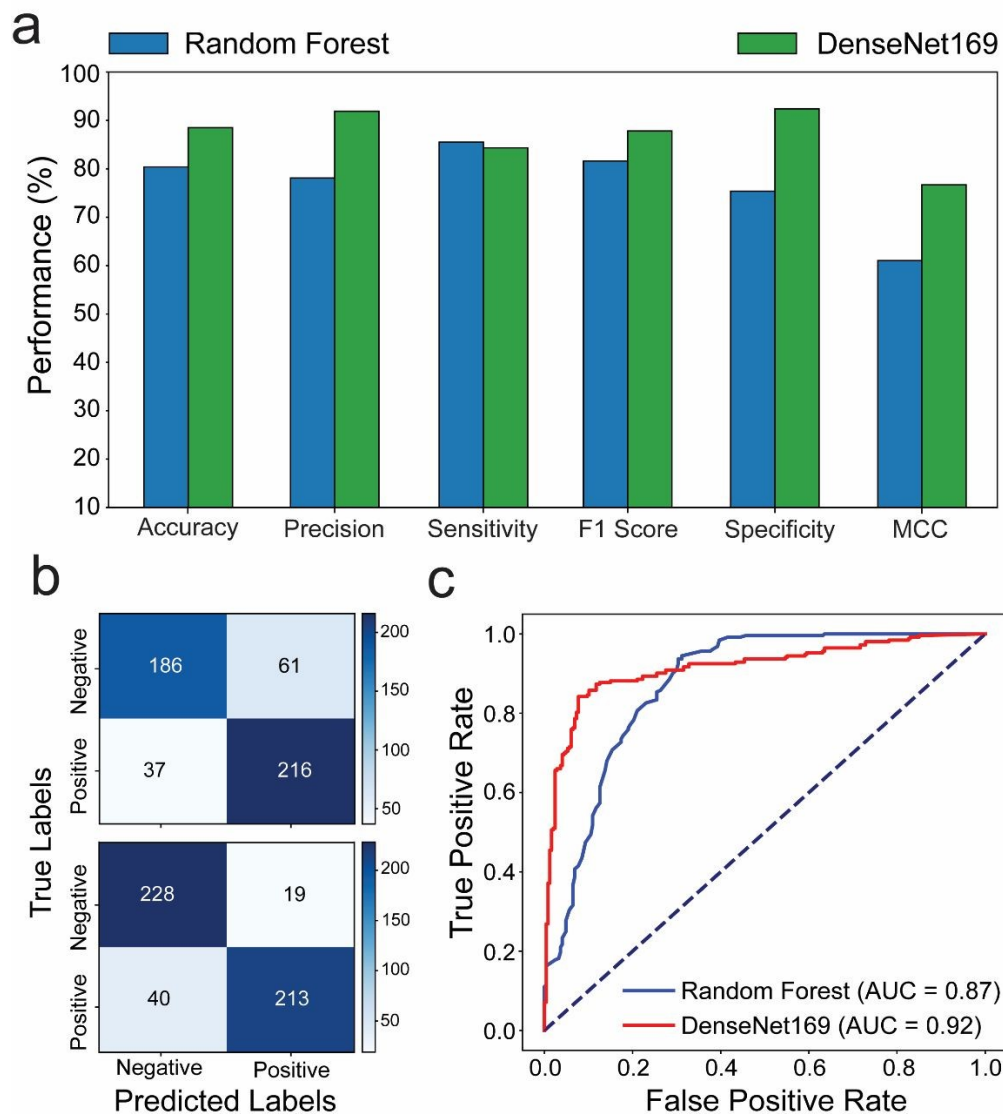 a
Random Forest
DenseNet169
Performance (%)
100
90
80
70
60
50
40
30
20
10
Accuracy Precision Sensitivity F1 Score Specificity MCC
b
True Labels
Negative
Positive
186 61
37 216
200
150
100
50
Negative
Positive
228 19
40 213
200
150
100
50
Negative Positive
Predicted Labels
c
True Positive Rate
1.0
0.8
0.6
0.4
0.2
0.0
Random Forest (AUC = 0.87)
DenseNet169 (AUC = 0.92)
0.0 0.2 0.4 0.6 0.8 1.0
False Positive Rate